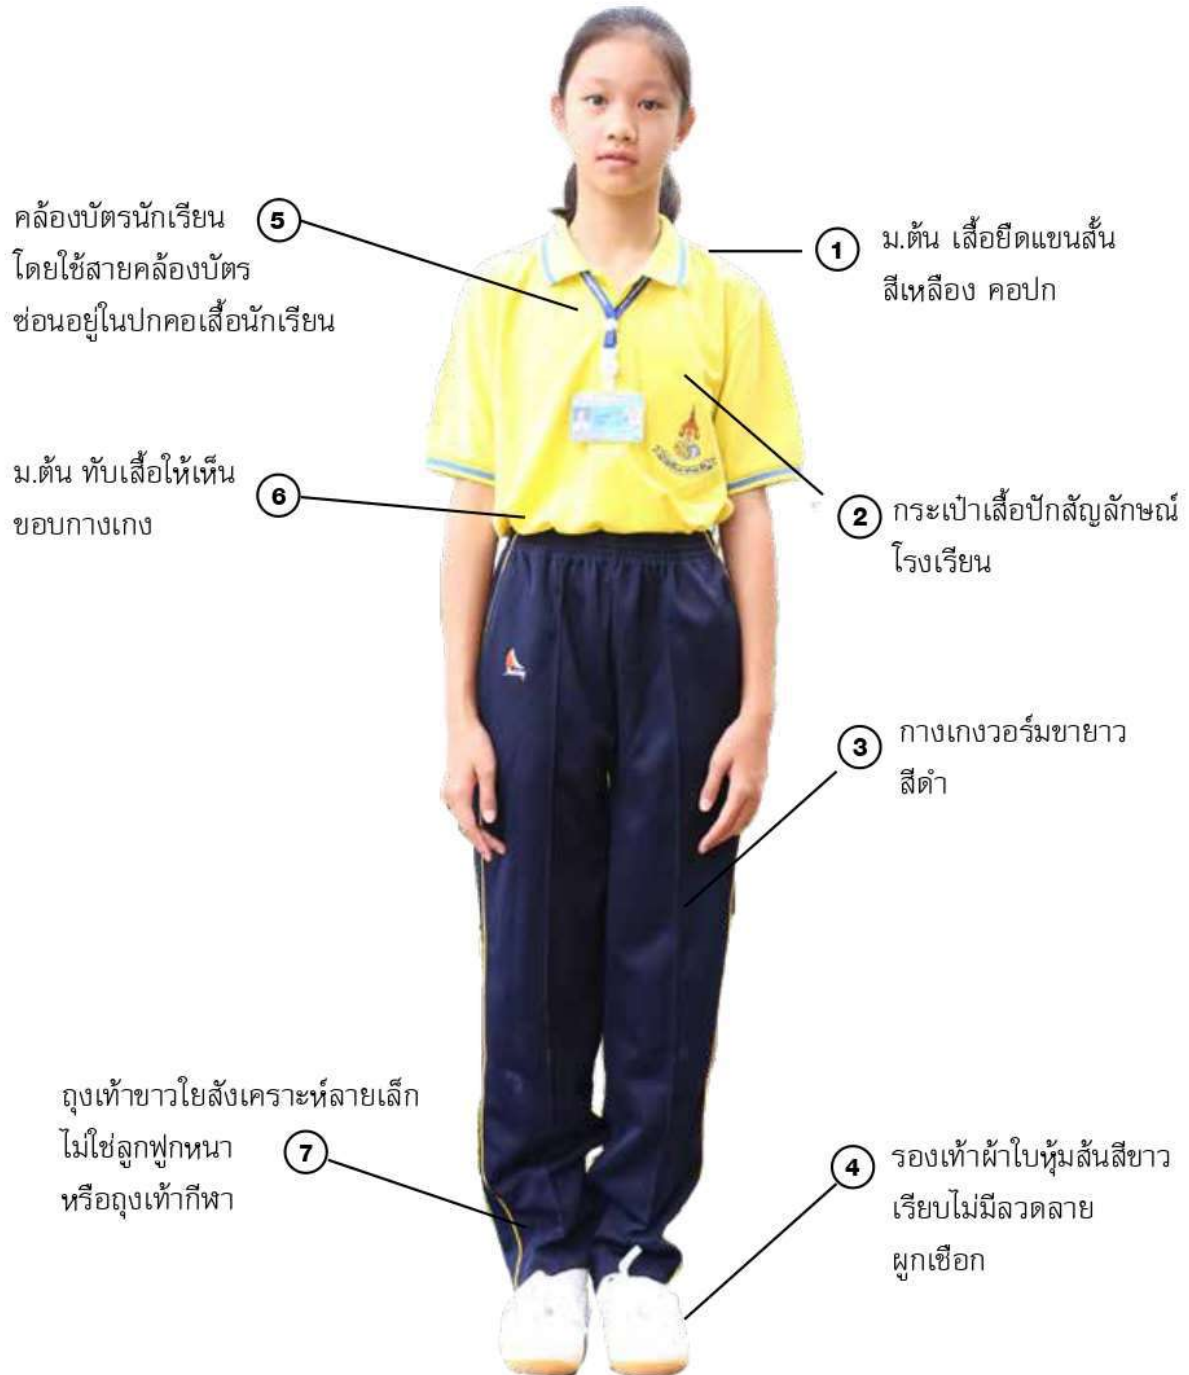 คล้องบัตรนักเรียน
โดยใช้สายคล้องบัตร
ซ่อนอยู่ในปกคอเสื้อนักเรียน
5
1
ม.ต้น เสื้อยืดแขนสั้น
สีเหลือง คอปก
ม.ต้น ทับเสื้อให้เห็น
ขอบกางเกง
6
2
กระเป๋าเสื้อปักสัญลักษณ์
โรงเรียน
3
กางเกงวอร์มขายาว
สีดำ
ถุงเท้าขาวใยสังเคราะห์ลายเล็ก
ไม่ใช่ลูกฟูกหนา
หรือถุงเท้ากีฬา
7
4
รองเท้าผ้าใบหุ้มส้นสีขาว
เรียบไม่มีลวดลาย
ผูกเชือก